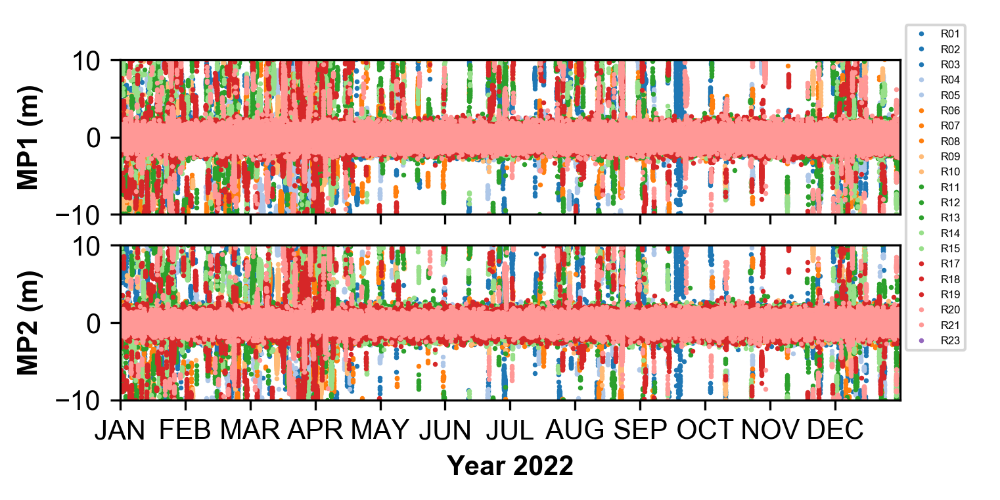 10
0
−10
MP1 (m)
10
0
−10
MP2 (m)
JAN FEB MAR APR MAY JUN JUL AUG SEP OCT NOV DEC
Year 2022
R01
R02
R03
R04
R05
R06
R07
R08
R09
R10
R11
R12
R13
R14
R15
R17
R18
R19
R20
R21
R23